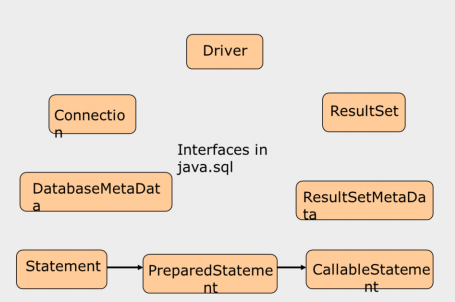 Driver
Connectio
n
ResultSet
Interfaces in
java.sql
DatabaseMetaDat
a
ResultSetMetaDa
ta
Statement
PreparedStateme
nt
CallableStateme
nt